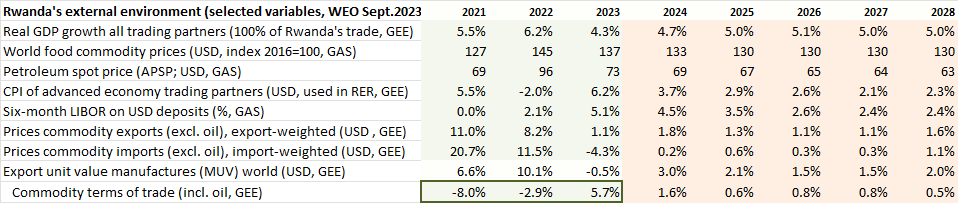 Rwanda's external environment (selected variables, WEO Sept.2023 2021 2022 2023 2024 2025 2026 2027 2028
Real GDP growth all trading partners (100% of Rwanda's trade, GEE) 5.5% 6.2% 4.3% 4.7% 5.0% 5.1% 5.0% 5.0%
World food commodity prices (USD, index 2016=100, GAS) 127 145 137 133 130 130 130 130
Petroleum spot price (APSP; USD, GAS) 69 96 73 69 67 65 64 63
CPI of advanced economy trading partners (USD, used in RER, GEE) 5.5% -2.0% 6.2% 3.7% 2.9% 2.6% 2.1% 2.3%
Six-month LIBOR on USD deposits (%, GAS) 0.0% 2.1% 5.1% 4.5% 3.5% 2.6% 2.4% 2.4%
Prices commodity exports (excl. oil), export-weighted (USD , GEE) 11.0% 8.2% 1.1% 1.8% 1.3% 1.1% 1.1% 1.6%
Prices commodity imports (excl. oil), import-weighted (USD, GEE) 20.7% 11.5% -4.3% 0.2% 0.6% 0.3% 0.3% 1.1%
Export unit value manufactures (MUV) world (USD, GEE) 6.6% 10.1% -0.5% 3.0% 2.1% 1.5% 1.5% 2.0%
Commodity terms of trade (incl. oil, GEE) -8.0% -2.9% 5.7% 1.6% 0.6% 0.8% 0.8% 0.5%